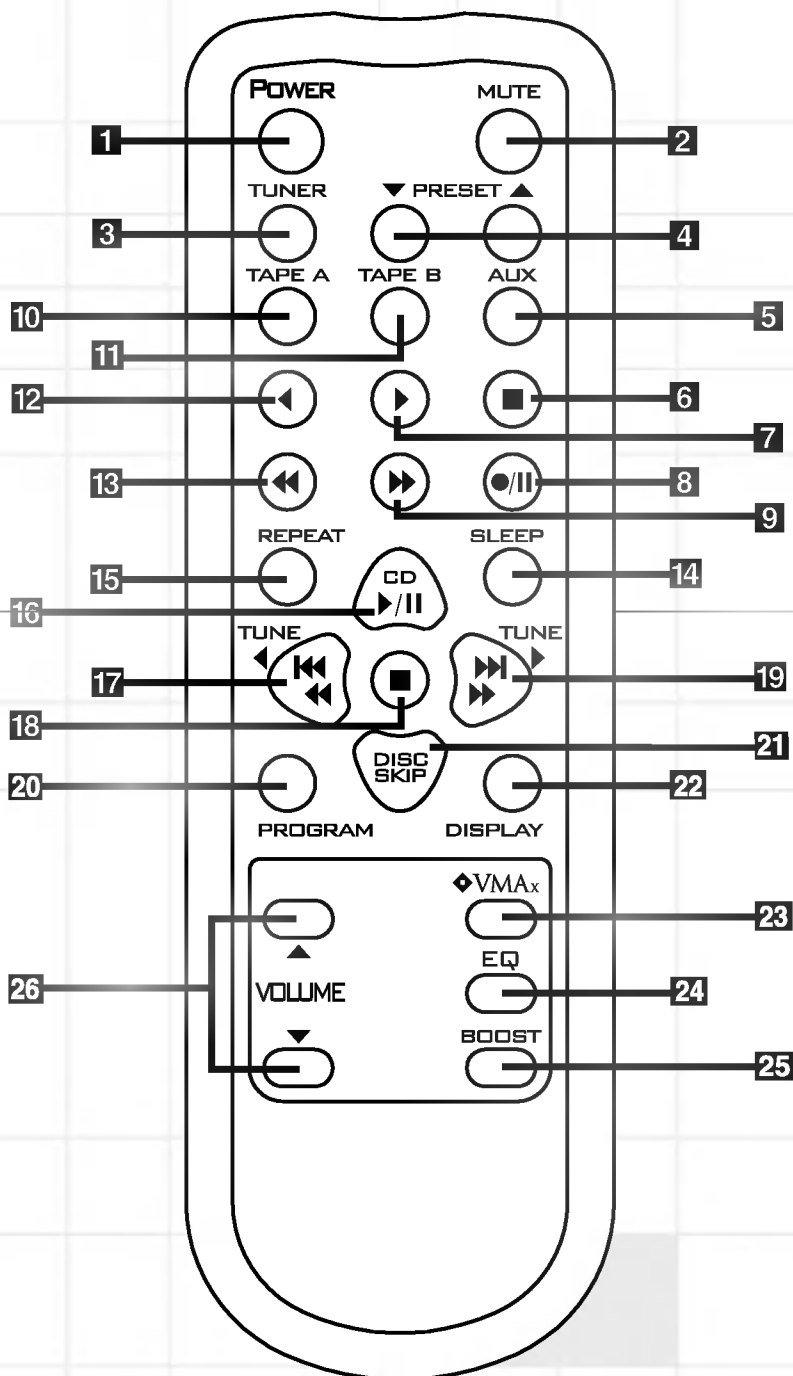 POWER MUTE
1 2
TUNER ▼ PRESET ▲
3 4
TAPE A TAPE B AUX
10 5
11
12 6
7
13 8
9
REPEAT SLEEP
15 CD 14
16 ▶/II
TUNE TUNE
17 19
18
DISC 21
SKIP
20 22
PROGRAM DISPLAY
VMAx
23
EQ
26 VOLUME 24
BOOST
25